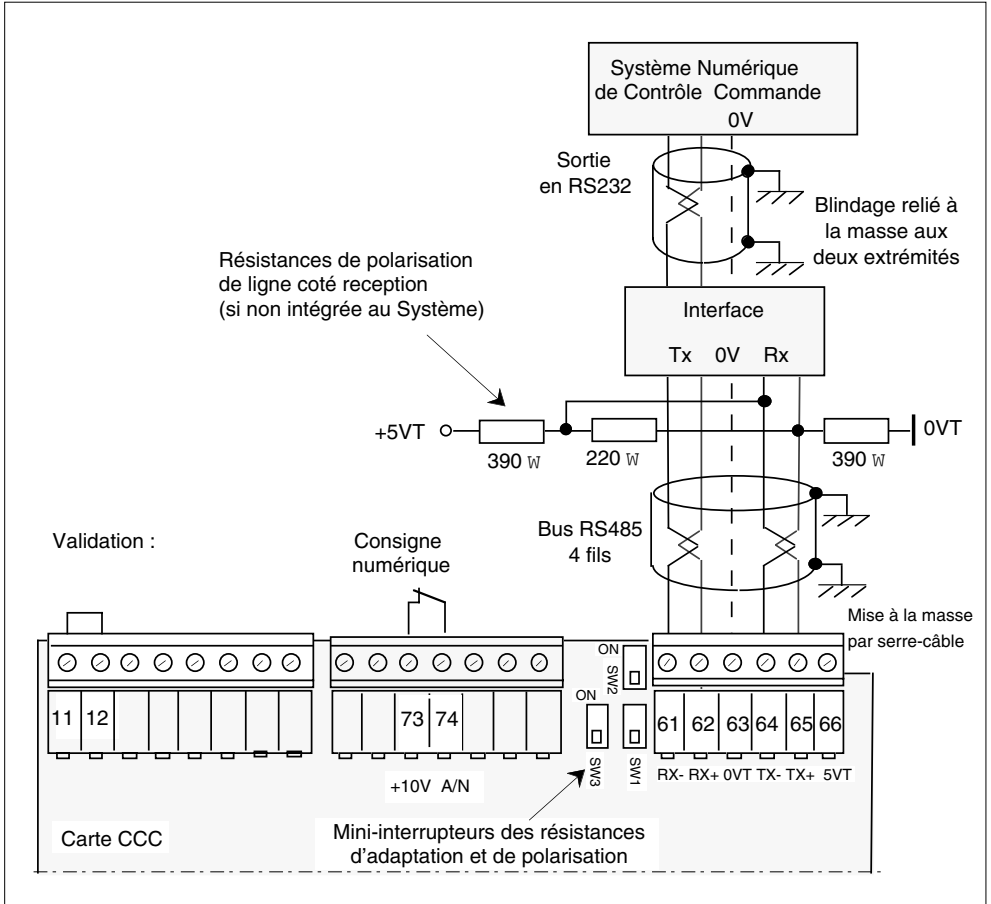 Système Numérique
de Contrôle Commande
0V
Sortie
en RS232
Blindage relié à
la masse aux
deux extrémités
Résistances de polarisation
de ligne coté reception
(si non intégrée au Système)
Interface
Tx 0V Rx
+5VT
390 W
220 W
390 W
0VT
Bus RS485
4 fils
Validation :
Consigne
numérique
Mise à la masse
par serre-câble
ON
SW2
ON
SW3
SW1
11 12
73 74
61 62 63 64 65 66
RX- RX+ 0VT TX- TX+ 5VT
+10V A/N
Carte CCC
Mini-interrupteurs des résistances
d'adaptation et de polarisation